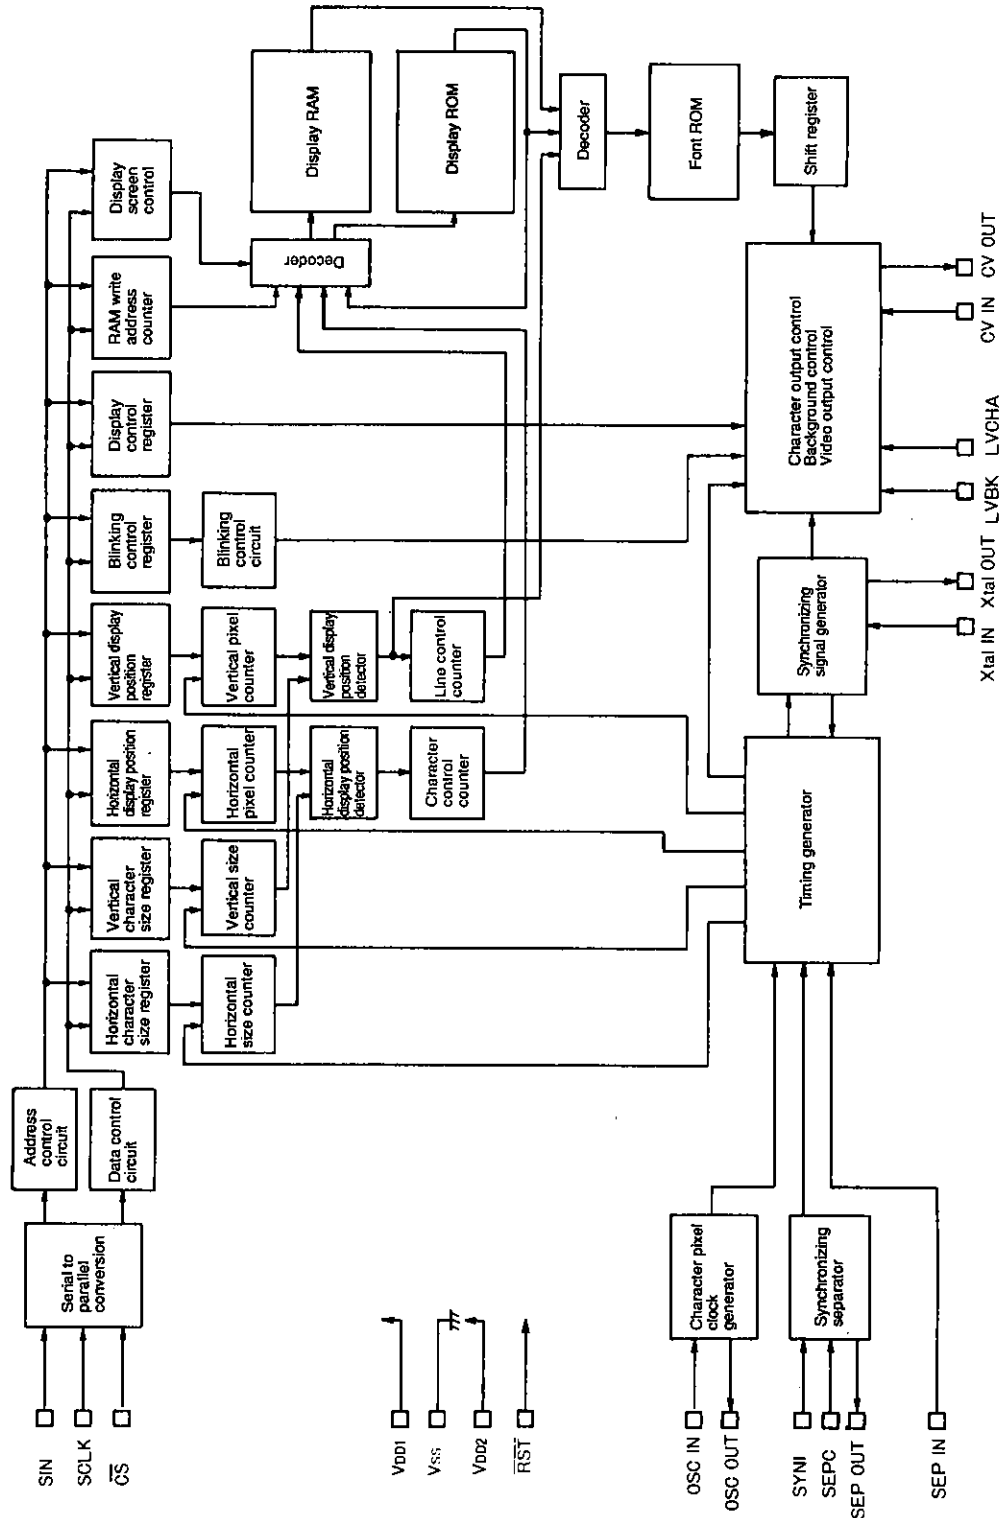 SIN
SCLK
CS
Serial to
parallel
conversion
Address
control
circuit
Data control
circuit
Horizontal
character
size register
Vertical
character
size register
Horizontal
display position
register
Vertical display
position
register
Blinking
control
register
Display
control
register
RAM write
address
counter
Display
screen
control
Horizontal
size counter
Vertical size
counter
Horizontal
pixel counter
Vertical pixel
counter
Blinking
control
circuit
Horizontal
display position
detector
Vertical display
position
detector
Character
control
counter
Line control
counter
Decoder
Display RAM
Display ROM
Decoder
Font ROM
Shift register
VDD1
VSS
VDD2
RST
OSC IN
OSC OUT
Character pixel
clock
generator
SYNI
SEPC
SEP OUT
Synchronizing
separator
SEP IN
Timing generator
Synchronizing
signal generator
Character output control
Background control
Video output control
Xtal IN
Xtal OUT
LVBK
LVCHA
CV IN
CV OUT